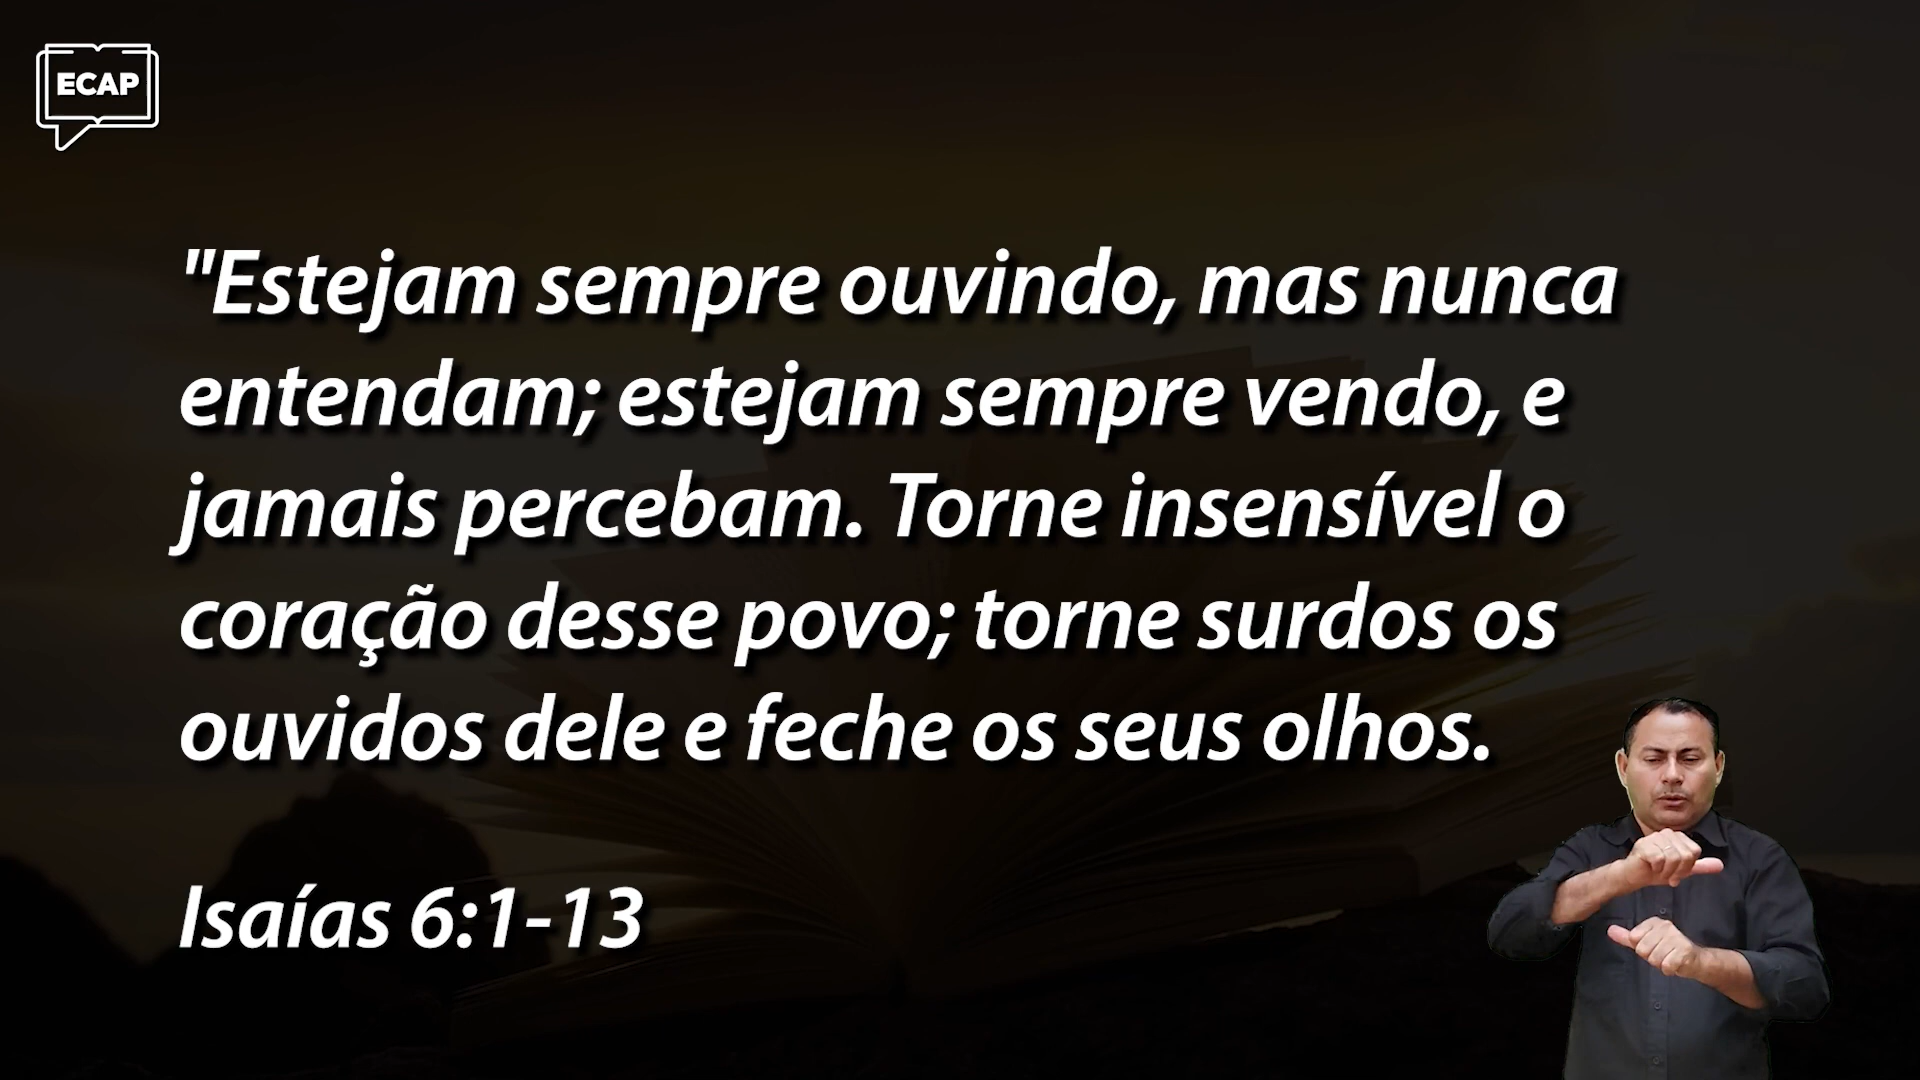 ECAP
"Estejam sempre ouvindo, mas nunca
entendam; estejam sempre vendo, e
jamais percebam. Torne insensível o
coração desse povo; torne surdos os
ouvidos dele e feche os seus olhos.
Isaías 6:1-13